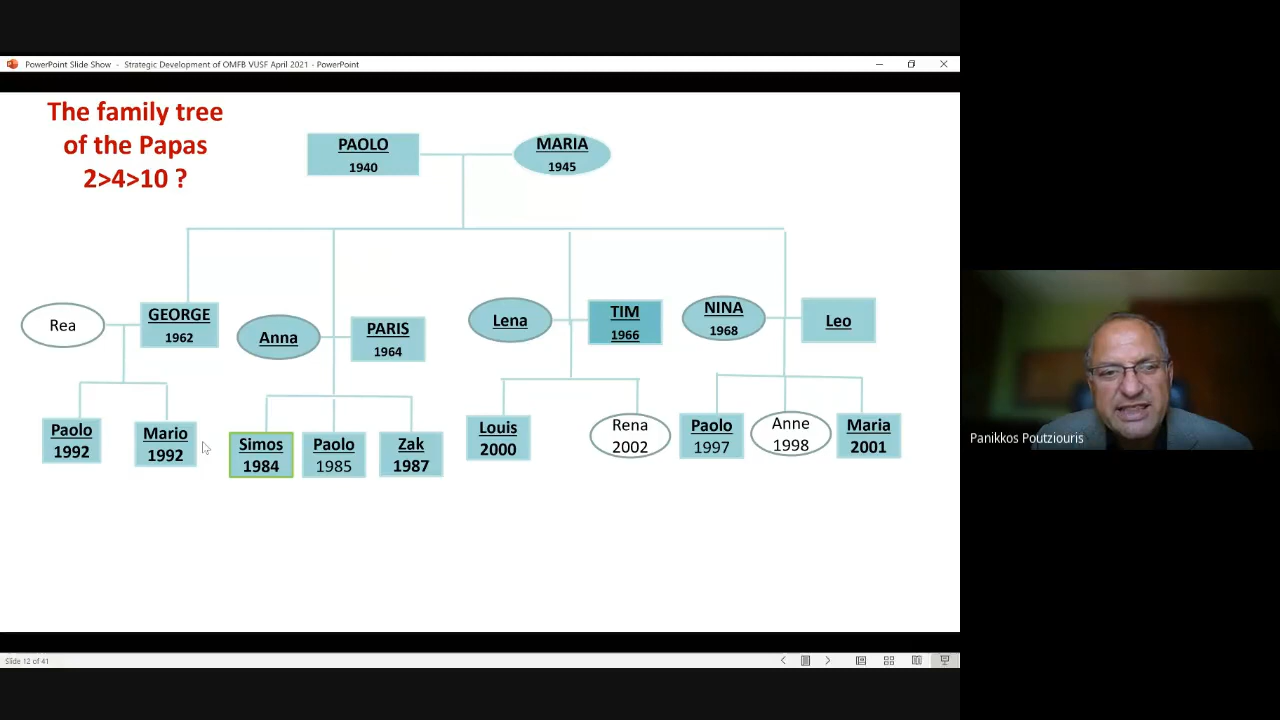 PowerPoint Slide Show - Strategic Development of OMFB VUSF April 2021 - PowerPoint
The family tree
of the Papas
2>4>10 ?
PAOLO
1940
MARIA
1945
Rea
GEORGE
1962
Anna
PARIS
1964
Lena
TIM
1966
NINA
1968
Leo
Paolo
1992
Mario
1992
Simos
1984
Paolo
1985
Zak
1987
Louis
2000
Rena
2002
Paolo
1997
Anne
1998
Maria
2001
Panikkos Poutziouris
Slide 12 of 41